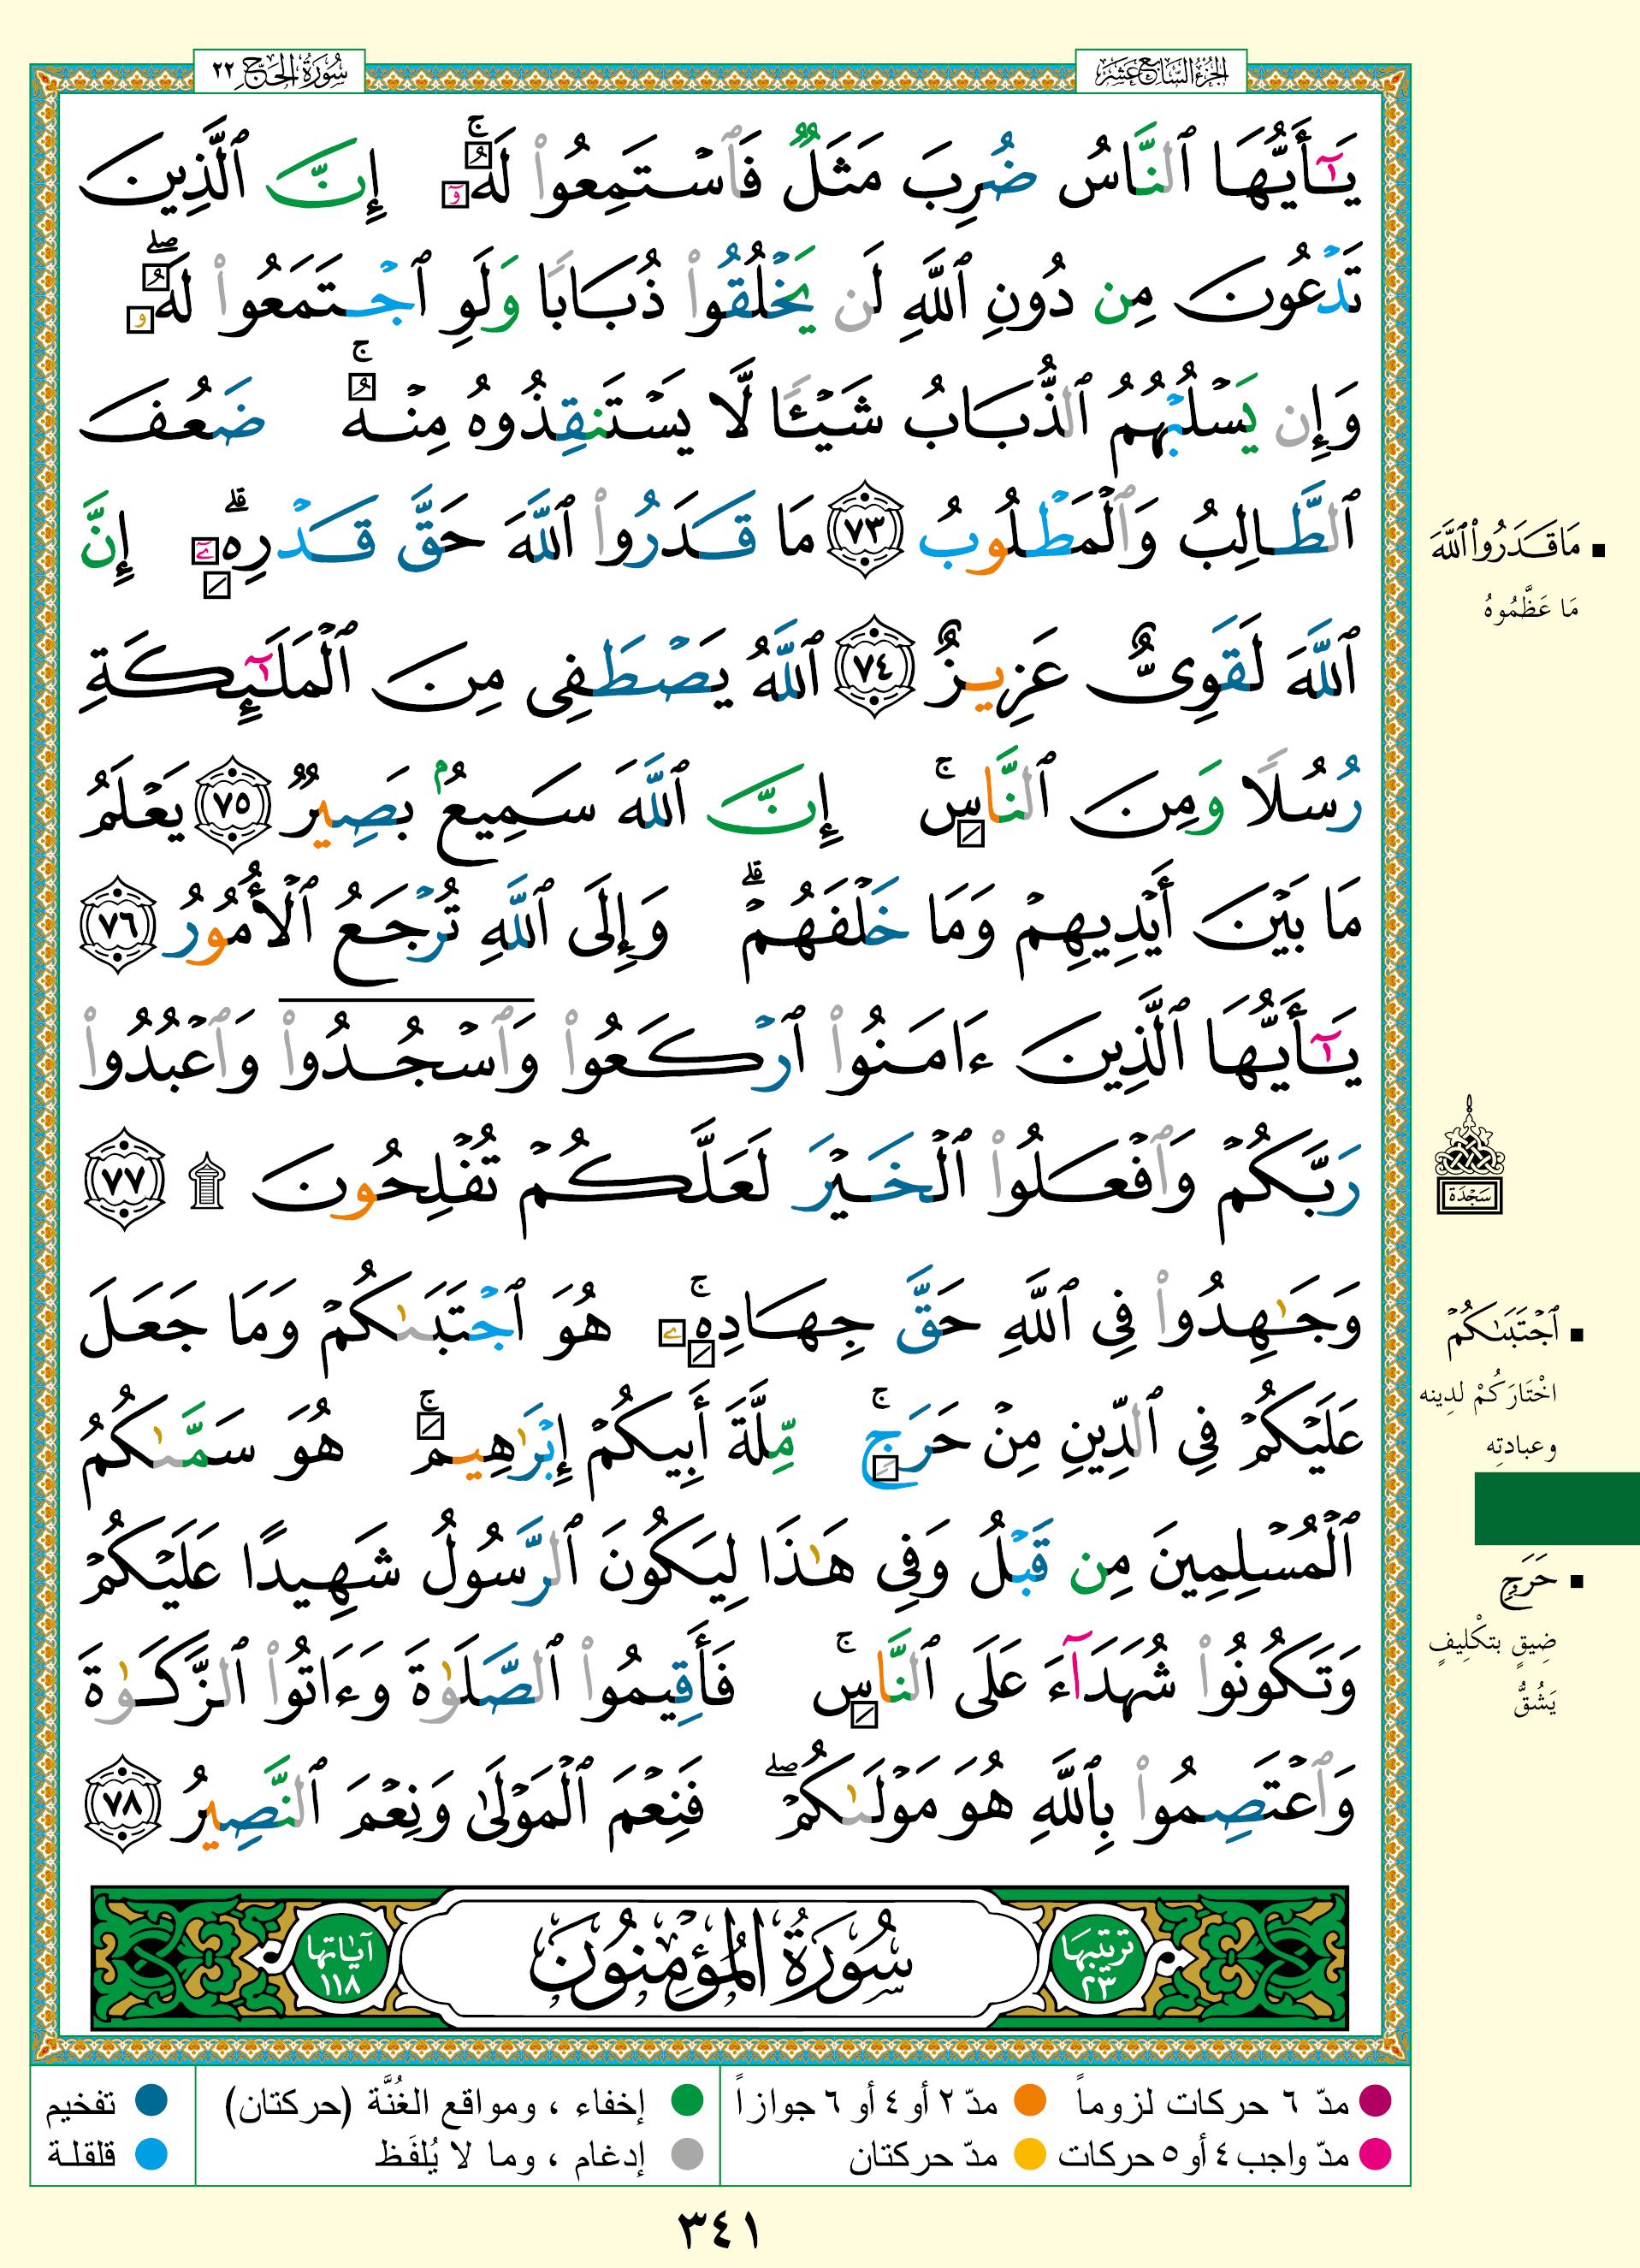 الجزء السابع عشر
سورة الحج ٢٢
يَٰٓأَيُّهَا ٱلنَّاسُ ضُرِبَ مَثَلٌ فَٱسْتَمِعُوا۟ لَهُۥٓ ۚ إِنَّ ٱلَّذِينَ
تَدْعُونَ مِن دُونِ ٱللَّهِ لَن يَخْلُقُوا۟ ذُبَابًا وَلَوِ ٱجْتَمَعُوا۟ لَهُۥ ۖ
وَإِن يَسْلُبْهُمُ ٱلذُّبَابُ شَيْـًٔا لَّا يَسْتَنقِذُوهُ مِنْهُ ۚ ضَعُفَ
ٱلطَّالِبُ وَٱلْمَطْلُوبُ ٧٣ مَا قَدَرُوا۟ ٱللَّهَ حَقَّ قَدْرِهِۦٓ ۗ إِنَّ
ٱللَّهَ لَقَوِىٌّ عَزِيزٌ ٧٤ ٱللَّهُ يَصْطَفِى مِنَ ٱلْمَلَٰٓئِكَةِ
رُسُلًا وَمِنَ ٱلنَّاسِ ۚ إِنَّ ٱللَّهَ سَمِيعٌۢ بَصِيرٌ ٧٥ يَعْلَمُ
مَا بَيْنَ أَيْدِيهِمْ وَمَا خَلْفَهُمْ ۗ وَإِلَى ٱللَّهِ تُرْجَعُ ٱلْأُمُورُ ٧٦
يَٰٓأَيُّهَا ٱلَّذِينَ ءَامَنُوا۟ ٱرْكَعُوا۟ وَٱسْجُدُوا۟ وَٱعْبُدُوا۟
رَبَّكُمْ وَٱفْعَلُوا۟ ٱلْخَيْرَ لَعَلَّكُمْ تُفْلِحُونَ ۩ ٧٧
وَجَٰهِدُوا۟ فِى ٱللَّهِ حَقَّ جِهَادِهِۦ ۚ هُوَ ٱجْتَبَىٰكُمْ وَمَا جَعَلَ
عَلَيْكُمْ فِى ٱلدِّينِ مِنْ حَرَجٍ ۚ مِّلَّةَ أَبِيكُمْ إِبْرَٰهِيمَ ۚ هُوَ سَمَّىٰكُمُ
ٱلْمُسْلِمِينَ مِن قَبْلُ وَفِى هَٰذَا لِيَكُونَ ٱلرَّسُولُ شَهِيدًا عَلَيْكُمْ
وَتَكُونُوا۟ شُهَدَآءَ عَلَى ٱلنَّاسِ ۚ فَأَقِيمُوا۟ ٱلصَّلَوٰةَ وَءَاتُوا۟ ٱلزَّكَوٰةَ
وَٱعْتَصِمُوا۟ بِٱللَّهِ هُوَ مَوْلَىٰكُمْ ۖ فَنِعْمَ ٱلْمَوْلَىٰ وَنِعْمَ ٱلنَّصِيرُ ٧٨
ترتيبها ٢٣
سُورَةُ المُؤْمِنُونَ
آياتها ١١٨
مَا قَدَرُوا۟ ٱللَّهَ
مَا عَظَّمُوهُ
سَجْدَة
ٱجْتَبَىٰكُمْ
اخْتَارَكُمْ لدِينه
وعبادتِه
حَرَجٍ
ضِيقٍ بتكْلِيفٍ
يَشُقُّ
مدّ ٦ حركات لزوماً
مدّ ٢ أو ٤ أو ٦ جوازاً
إخفاء ، ومواقع الغُنَّة (حركتان)
تفخيم
مدّ واجب ٤ أو ٥ حركات
مدّ حركتان
إدغام ، وما لا يُلفَظ
قلقلة
٣٤١